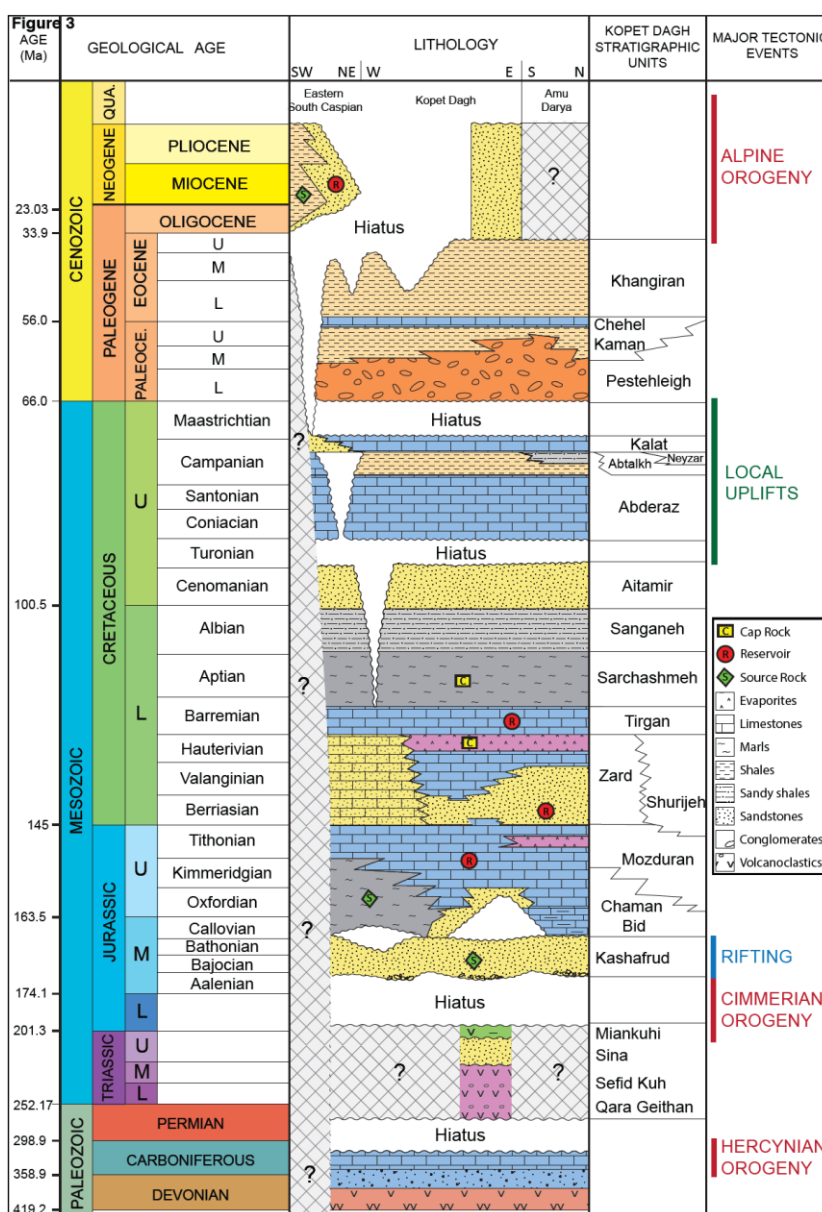 Figure 3
AGE
(Ma)
GEOLOGICAL AGE
LITHOLOGY
SW NE W E S N
KOPET DAGH
STRATIGRAPHIC
UNITS
MAJOR TECTONIC
EVENTS
Eastern
South Caspian
Kopet Dagh
Amu
Darya
CENOZOIC
QUA.
NEOGENE
PLIOCENE
MIOCENE
23.03
PALEOGENE
OLIGOCENE
33.9
EOCENE
U
M
L
56.0
PALEOCE.
U
M
L
66.0
S
R
?
Hiatus
Khangiran
Chehel
Kaman
Pestehleigh
ALPINE
OROGENY
MESOZOIC
CRETACEOUS
U
Maastrichtian
Campanian
Santonian
Coniacian
Turonian
Cenomanian
100.5
L
Albian
Aptian
Barremian
Hauterivian
Valanginian
Berriasian
145
Hiatus
?
Hiatus
?
C
R
C
R
Kalat
Abtalkh
Neyzar
Abderaz
Aitamir
Sanganeh
Sarchashmeh
Tirgan
Zard
Shurijeh
LOCAL
UPLIFTS
C Cap Rock
R Reservoir
S Source Rock
Evaporites
Limestones
Marls
Shales
Sandy shales
Sandstones
Conglomerates
Volcanoclastics
JURASSIC
U
Tithonian
Kimmeridgian
Oxfordian
163.5
M
Callovian
Bathonian
Bajocian
Aalenian
174.1
L
201.3
R
S
?
S
Hiatus
Mozduran
Chaman
Bid
Kashafrud
RIFTING
CIMMERIAN
OROGENY
TRIASSIC
U
M
L
252.17
?
?
Miankuhi
Sina
Sefid Kuh
Qara Geithan
PALEOZOIC
PERMIAN
298.9
CARBONIFEROUS
358.9
DEVONIAN
419.2
Hiatus
?
HERCYNIAN
OROGENY